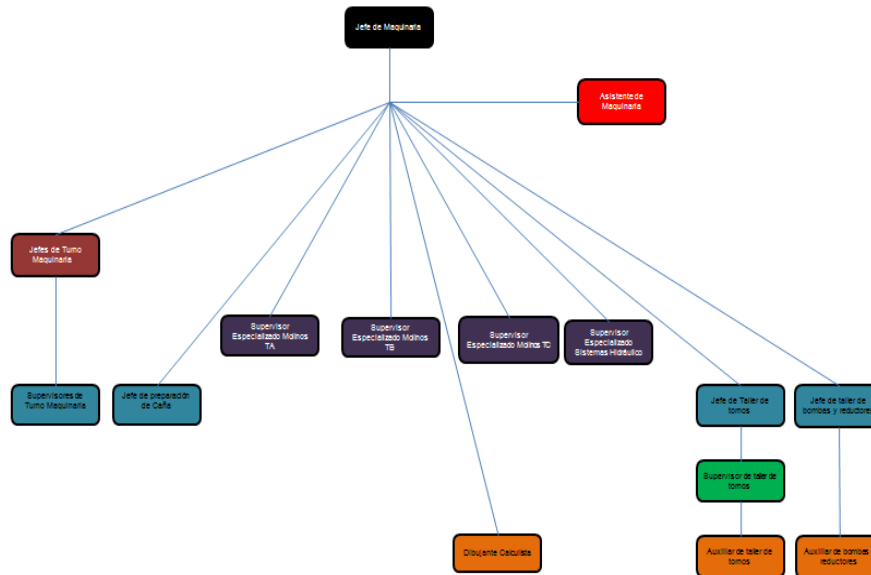 Jefe de Maquinaria
Asistente de
Maquinaria
Jefes de Turno
Maquinaria
Supervisor
Especializado Molinos
TA
Supervisor
Especializado Molinos
TB
Supervisor
Especializado Molinos TC
Supervisor
Especializado
Sistemas Hidráulico
Supervisores de
Turno Maquinaria
Jefe de preparación
de Caña
Jefe de Taller de
tornos
Jefe de taller de
bombas y reductores
Supervisor de taller de
tornos
Dibujante Calculista
Auxiliar de taller de
tornos
Auxiliar de bombas
reductores